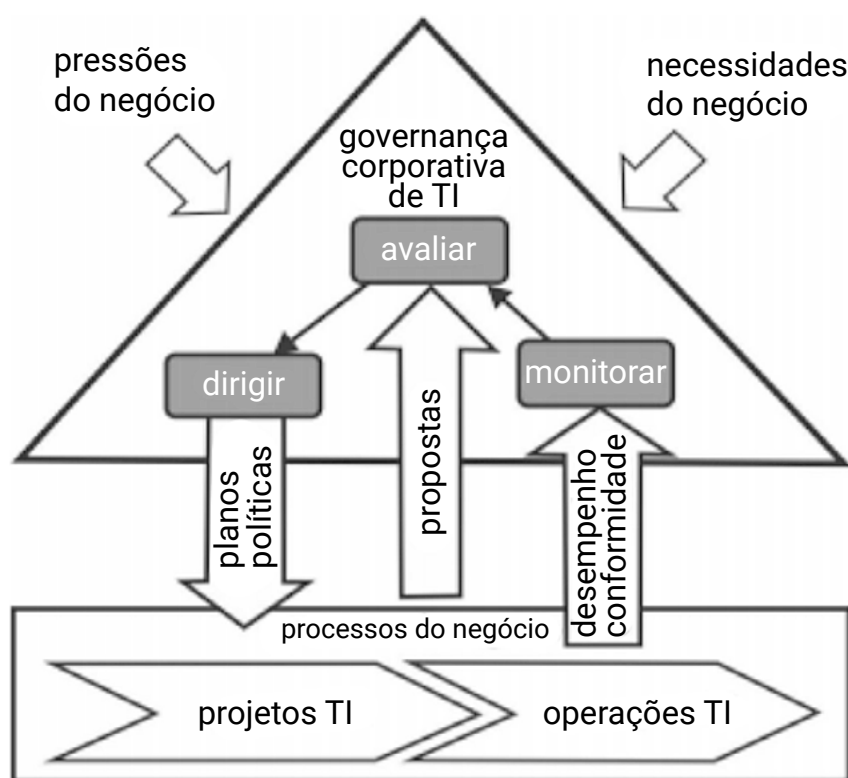 pressões
do negócio
necessidades
do negócio
governança
corporativa
de TI
avaliar
dirigir
monitorar
planos
políticas
propostas
desempenho
conformidade
processos do negócio
projetos TI
operações TI